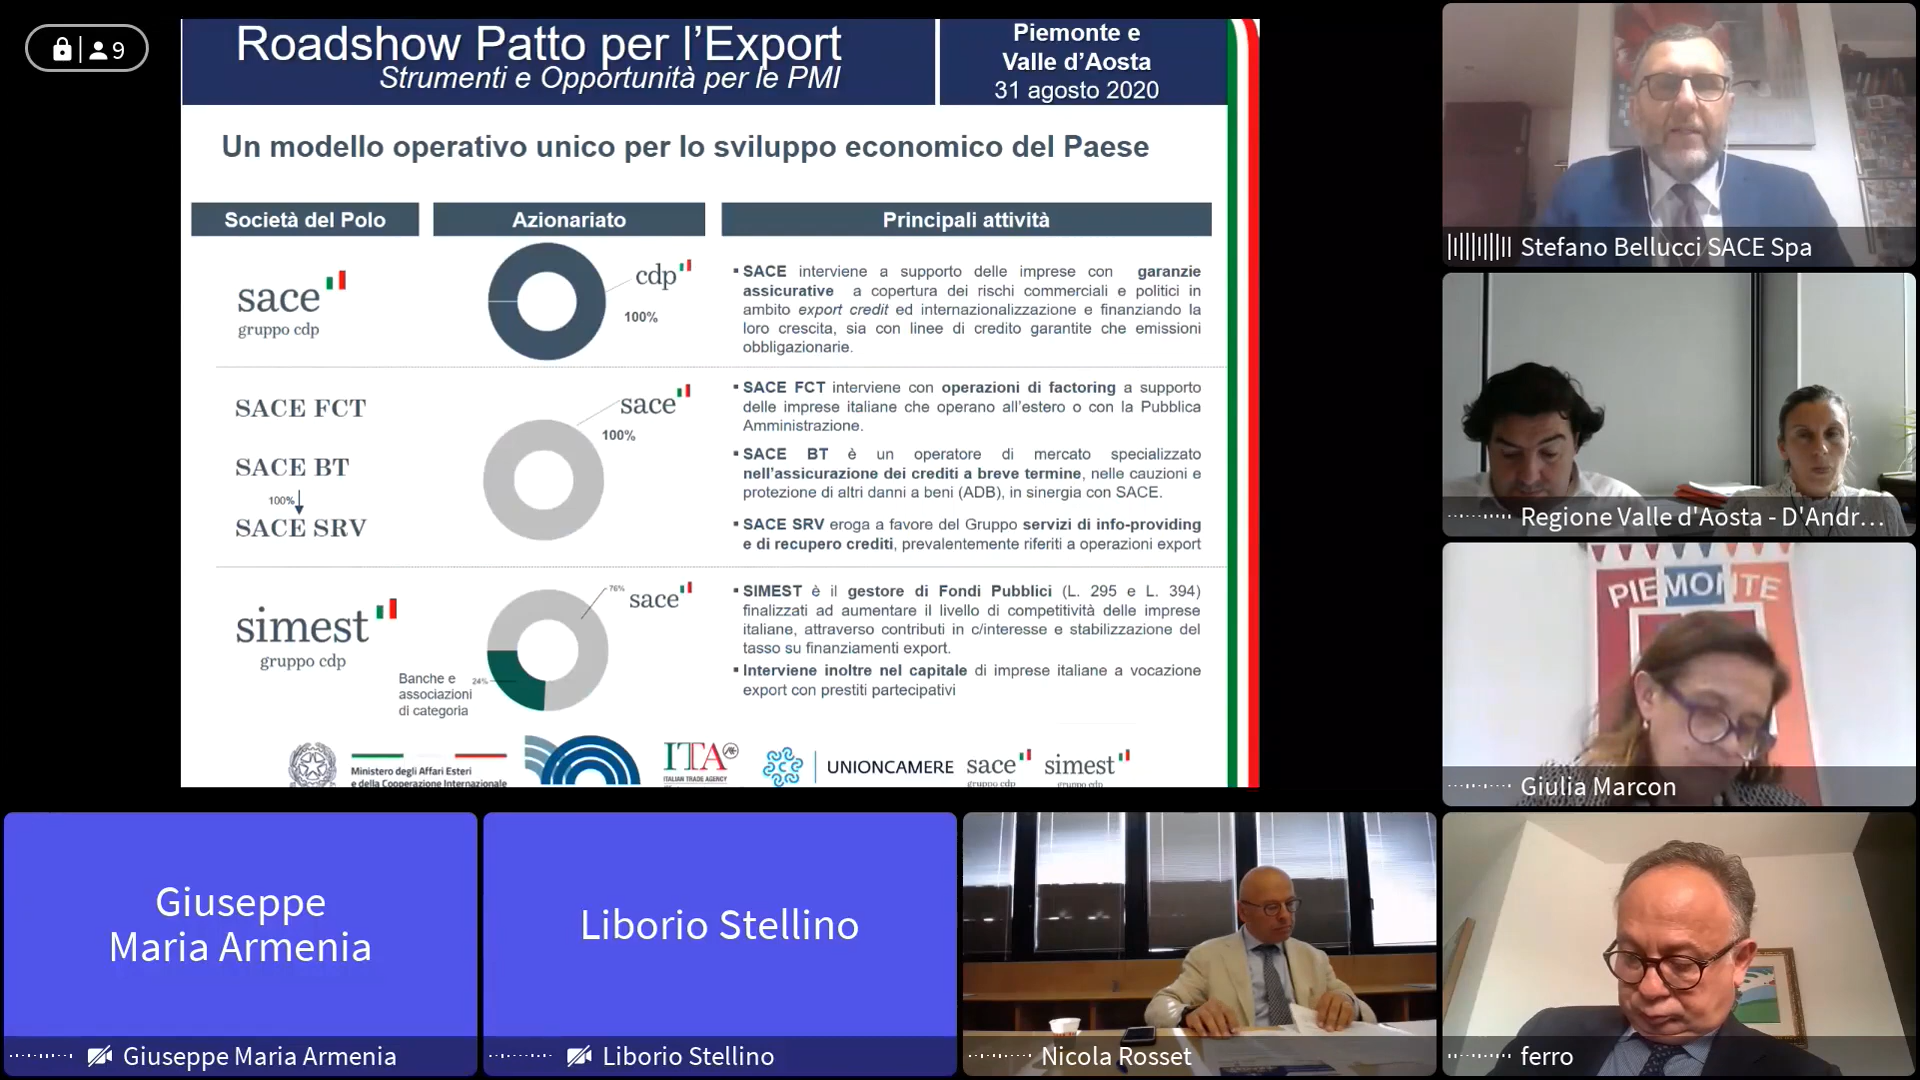 9
Roadshow Patto per l'Export
Strumenti e Opportunità per le PMI
Piemonte e
Valle d'Aosta
31 agosto 2020
Un modello operativo unico per lo sviluppo economico del Paese
Società del Polo
Azionariato
Principali attività
sace
gruppo cdp
cdp
100%
▪ SACE interviene a supporto delle imprese con garanzie
assicurative a copertura dei rischi commerciali e politici in
ambito export credit ed internazionalizzazione e finanziando la
loro crescita, sia con linee di credito garantite che emissioni
obbligazionarie.
SACE FCT
SACE BT
100%
SACE SRV
sace
100%
▪ SACE FCT interviene con operazioni di factoring a supporto
delle imprese italiane che operano all'estero o con la Pubblica
Amministrazione.
▪ SACE BT è un operatore di mercato specializzato
nell'assicurazione dei crediti a breve termine, nelle cauzioni e
protezione di altri danni a beni (ADB), in sinergia con SACE.
▪ SACE SRV eroga a favore del Gruppo servizi di info-providing
e di recupero crediti, prevalentemente riferiti a operazioni export
simest
gruppo cdp
76%
sace
Banche e
associazioni
di categoria
24%
▪ SIMEST è il gestore di Fondi Pubblici (L. 295 e L. 394)
finalizzati ad aumentare il livello di competitività delle imprese
italiane, attraverso contributi in c/interesse e stabilizzazione del
tasso su finanziamenti export.
▪ Interviene inoltre nel capitale di imprese italiane a vocazione
export con prestiti partecipativi
Ministero degli Affari Esteri
e della Cooperazione Internazionale
ITA
ITALIAN TRADE AGENCY
UNIONCAMERE
sace
gruppo cdp
simest
gruppo cdp
Stefano Bellucci SACE Spa
Regione Valle d'Aosta - D'Andr...
PIEMONTE
Giulia Marcon
Giuseppe
Maria Armenia
Giuseppe Maria Armenia
Liborio Stellino
Liborio Stellino
Nicola Rosset
ferro